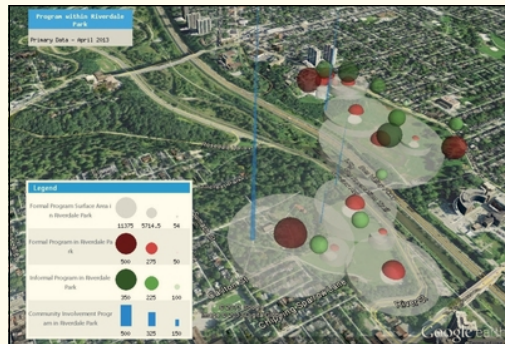 Program within Riverdale
Park
Primary Data - April 2013
Legend
Formal Program Surface Area i
n Riverdale Park
11375 5714.5 54
Formal Program in Riverdale Pa
rk
500 275 50
Informal Program in Riverdale P
ark
350 225 100
Community Involvement Progr
am in Riverdale Park
500 325 150
Google earth